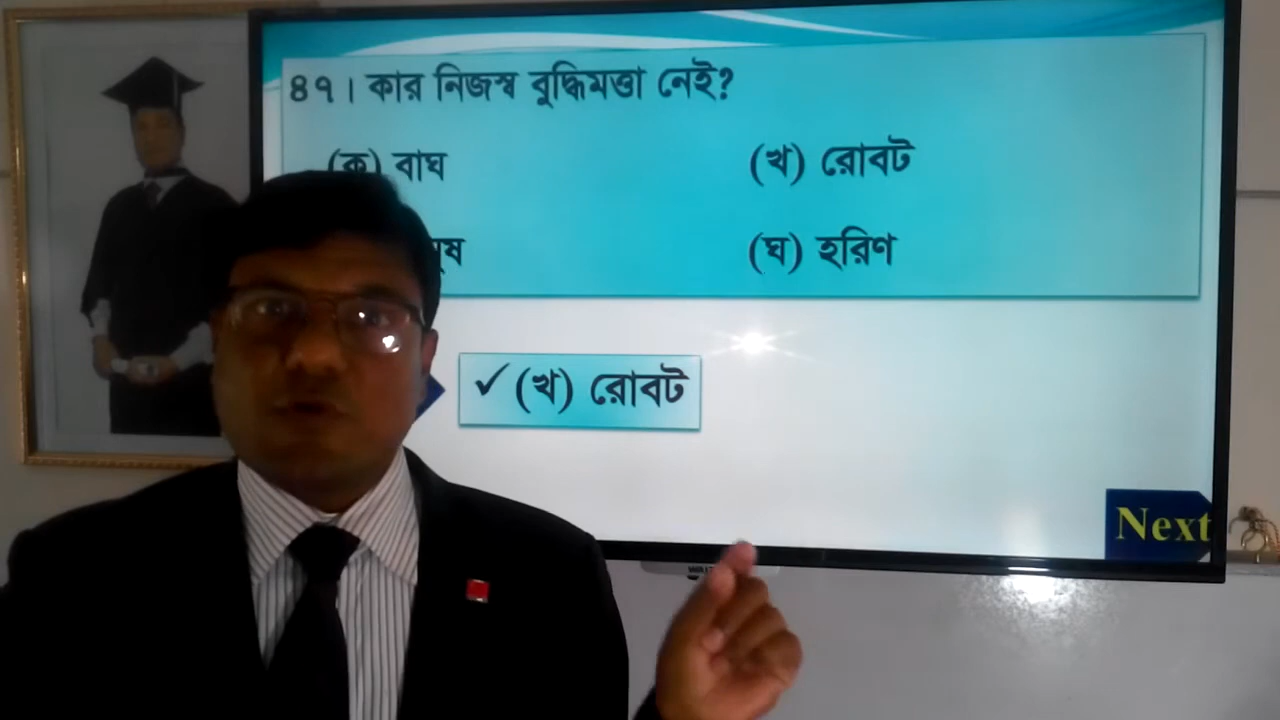 ৪৭। কার নিজস্ব বুদ্ধিমত্তা নেই?
(ক) বাঘ (খ) রোবট
(ঘ) হরিণ
✓ (খ) রোবট
Next